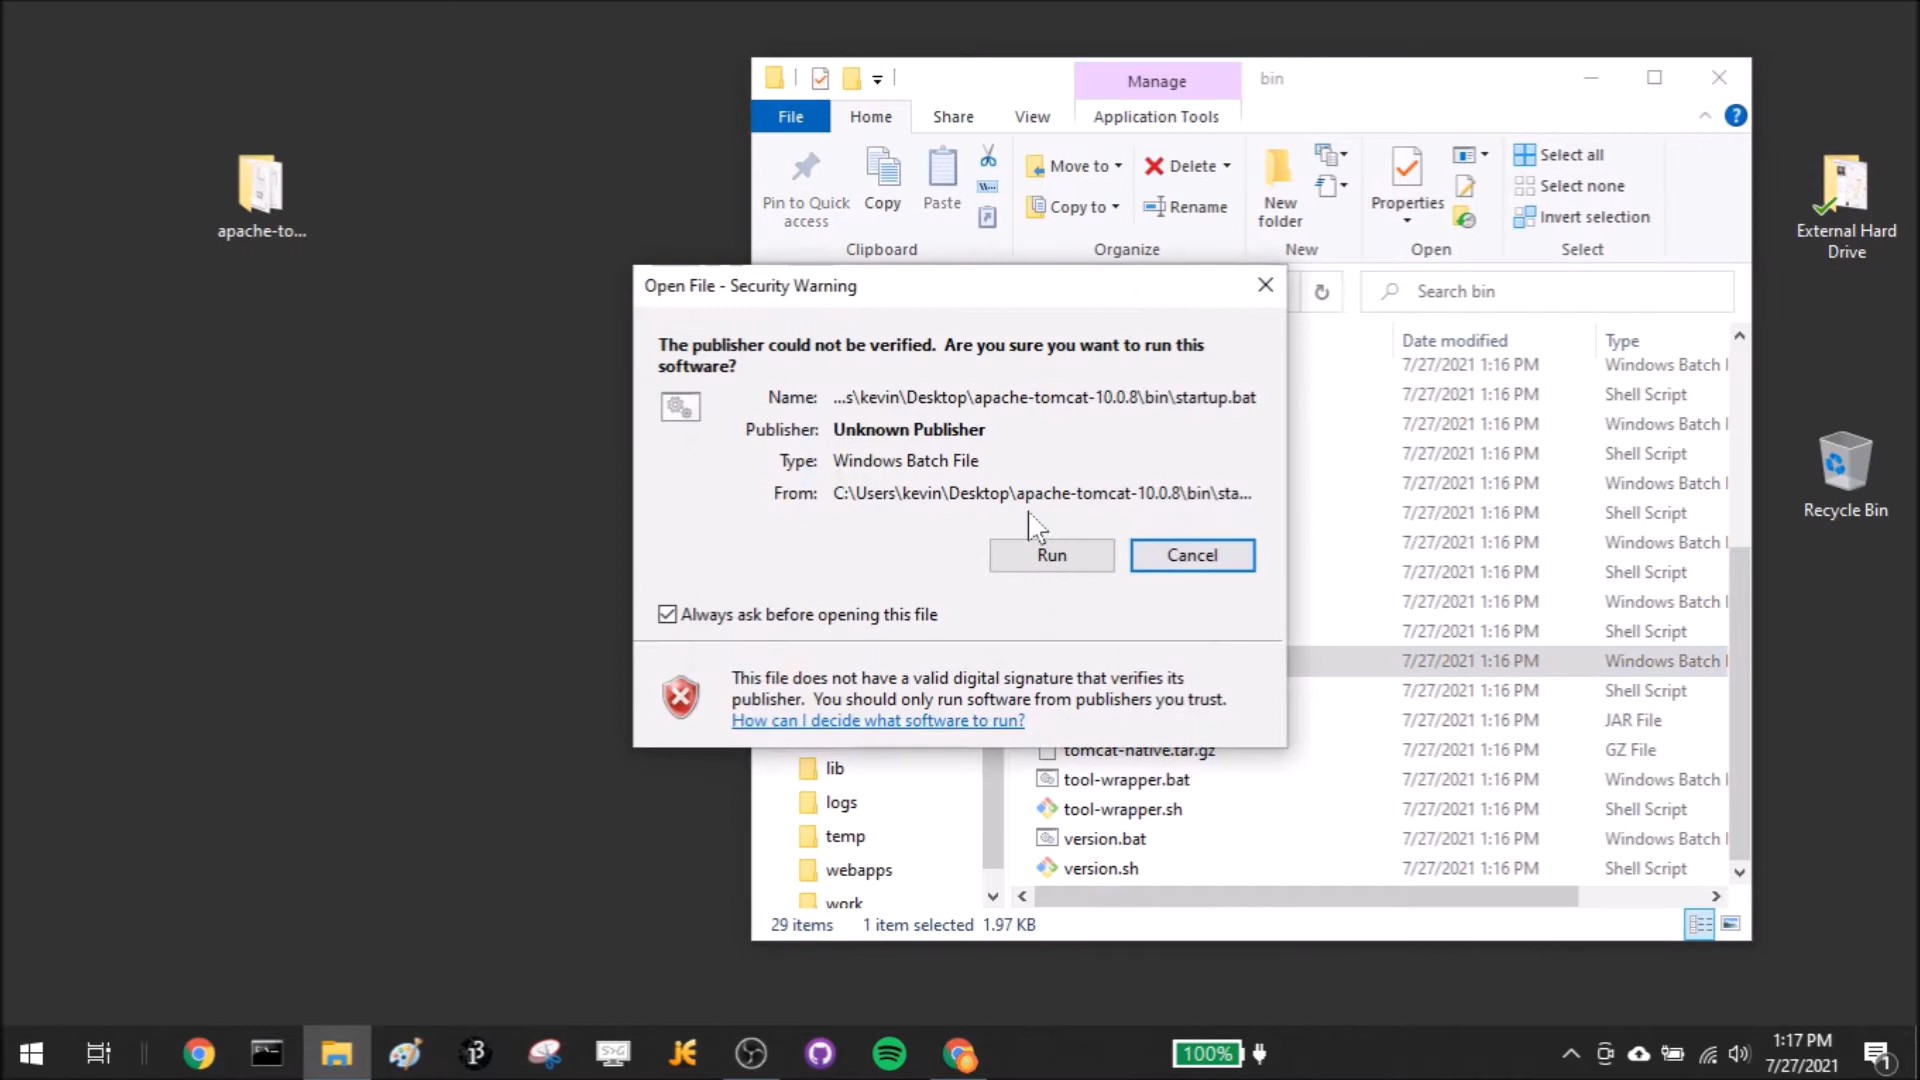 apache-to...
Manage
bin
File
Home
Share
View
Application Tools
Pin to Quick access
Copy
Paste
Move to
Copy to
Delete
Rename
New folder
Properties
Select all
Select none
Invert selection
Clipboard
Organize
New
Open
Select
Search bin
External Hard Drive
Recycle Bin
Open File - Security Warning
The publisher could not be verified. Are you sure you want to run this
software?
Name: ...s\kevin\Desktop\apache-tomcat-10.0.8\bin\startup.bat
Publisher: Unknown Publisher
Type: Windows Batch File
From: C:\Users\kevin\Desktop\apache-tomcat-10.0.8\bin\sta...
Run
Cancel
Always ask before opening this file
This file does not have a valid digital signature that verifies its
publisher. You should only run software from publishers you trust.
How can I decide what software to run?
Date modified Type
7/27/2021 1:16 PM Windows Batch
7/27/2021 1:16 PM Shell Script
7/27/2021 1:16 PM Windows Batch
7/27/2021 1:16 PM Shell Script
7/27/2021 1:16 PM Windows Batch
7/27/2021 1:16 PM Shell Script
7/27/2021 1:16 PM Windows Batch
7/27/2021 1:16 PM Shell Script
7/27/2021 1:16 PM Windows Batch
7/27/2021 1:16 PM Shell Script
7/27/2021 1:16 PM Windows Batch
7/27/2021 1:16 PM Shell Script
7/27/2021 1:16 PM JAR File
tomcat-native.tar.gz 7/27/2021 1:16 PM GZ File
tool-wrapper.bat 7/27/2021 1:16 PM Windows Batch
tool-wrapper.sh 7/27/2021 1:16 PM Shell Script
version.bat 7/27/2021 1:16 PM Windows Batch
version.sh 7/27/2021 1:16 PM Shell Script
lib
logs
temp
webapps
work
29 items 1 item selected 1.97 KB
100%
1:17 PM
7/27/2021
1